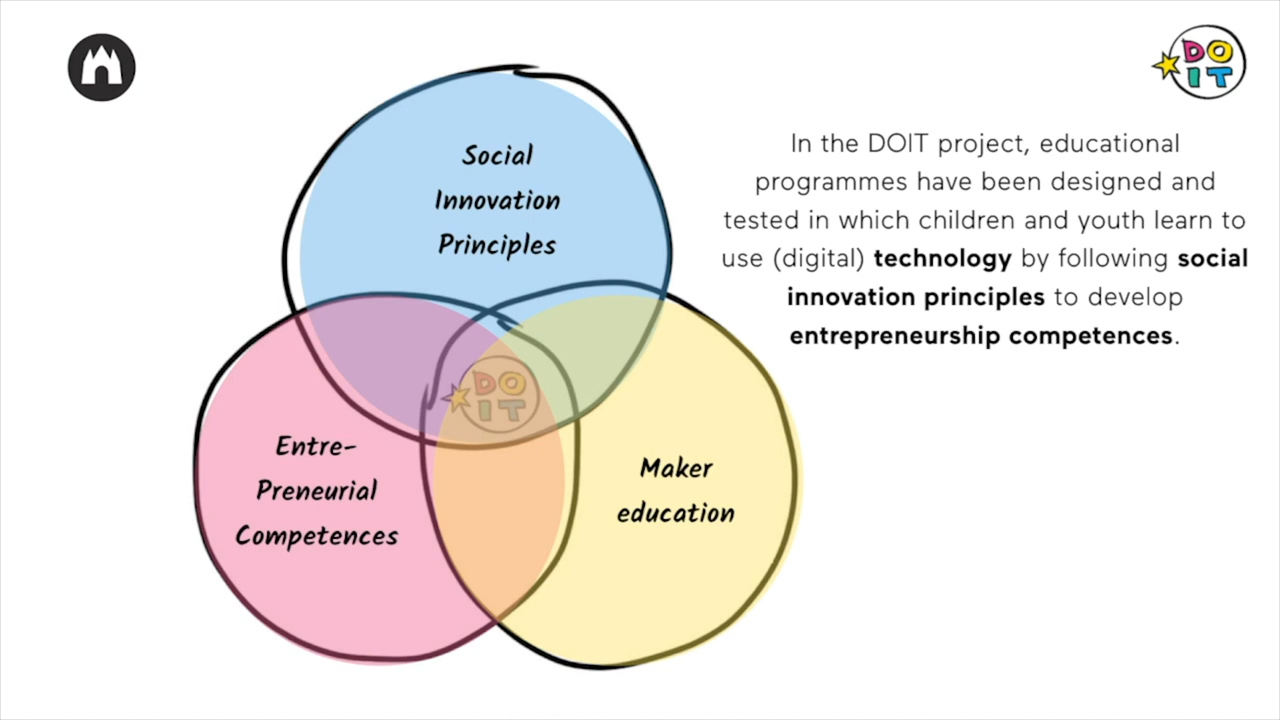 DO
IT
In the DOIT project, educational
programmes have been designed and
tested in which children and youth learn to
use (digital) technology by following social
innovation principles to develop
entrepreneurship competences.
Social
Innovation
Principles
DO
IT
Entre-
Preneurial
Competences
Maker
education